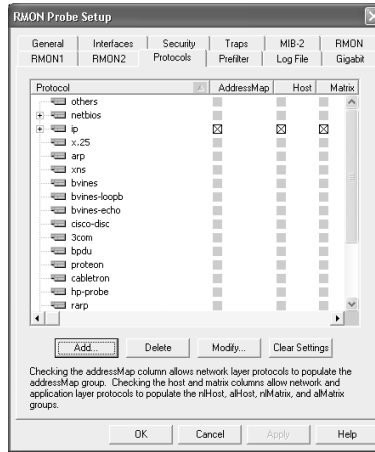 RMON Probe Setup
General Interfaces Security Traps MIB-2 RMON
RMON1 RMON2 Protocols Prefilter Log File Gigabit
Protocol AddressMap Host Matrix
others
netbios
ip
x.25
arp
xns
bvines
bvines-loopb
bvines-echo
cisco-disc
3com
bpdu
proteon
cabletron
hp-probe
rarp
Add... Delete Modify... Clear Settings
Checking the addressMap column allows network layer protocols to populate the
addressMap group. Checking the host and matrix columns allow network and
application layer protocols to populate the nlHost, alHost, nlMatrix, and alMatrix
groups.
OK Cancel Apply Help